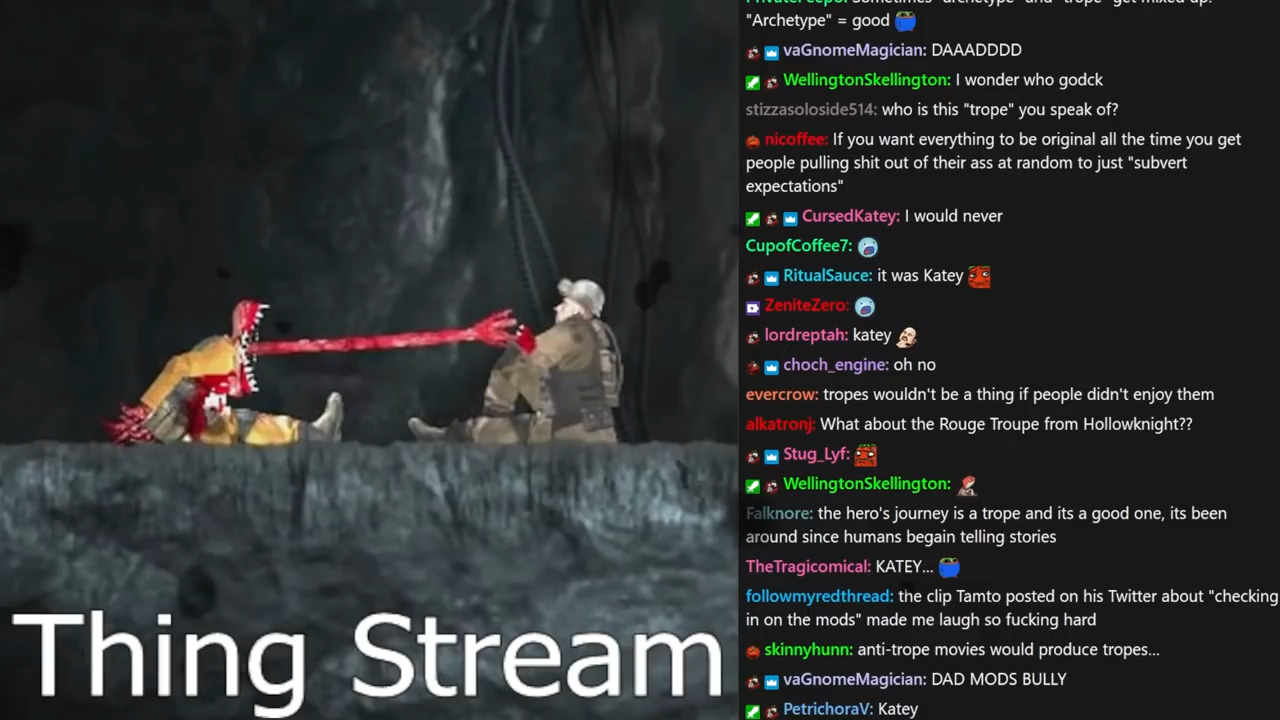 "Archetype" = good
vaGnomeMagician: DAAADDDD
WellingtonSkellington: I wonder who godck
stizzasoloside514: who is this "trope" you speak of?
nicoffee: If you want everything to be original all the time you get
people pulling shit out of their ass at random to just "subvert
expectations"
CursedKatey: I would never
CupofCoffee7:
RitualSauce: it was Katey
ZeniteZero:
lordreptah: katey
choch_engine: oh no
evercrow: tropes wouldn't be a thing if people didn't enjoy them
alkatronj: What about the Rouge Troupe from Hollowknight??
Stug_Lyf:
WellingtonSkellington:
Falknore: the hero's journey is a trope and its a good one, its been
around since humans begain telling stories
TheTragicomical: KATEY...
followmyredthread: the clip Tamto posted on his Twitter about "checking
in on the mods" made me laugh so fucking hard
skinnyhunn: anti-trope movies would produce tropes...
vaGnomeMagician: DAD MODS BULLY
PetrichoraV: Katey
Thing Stream